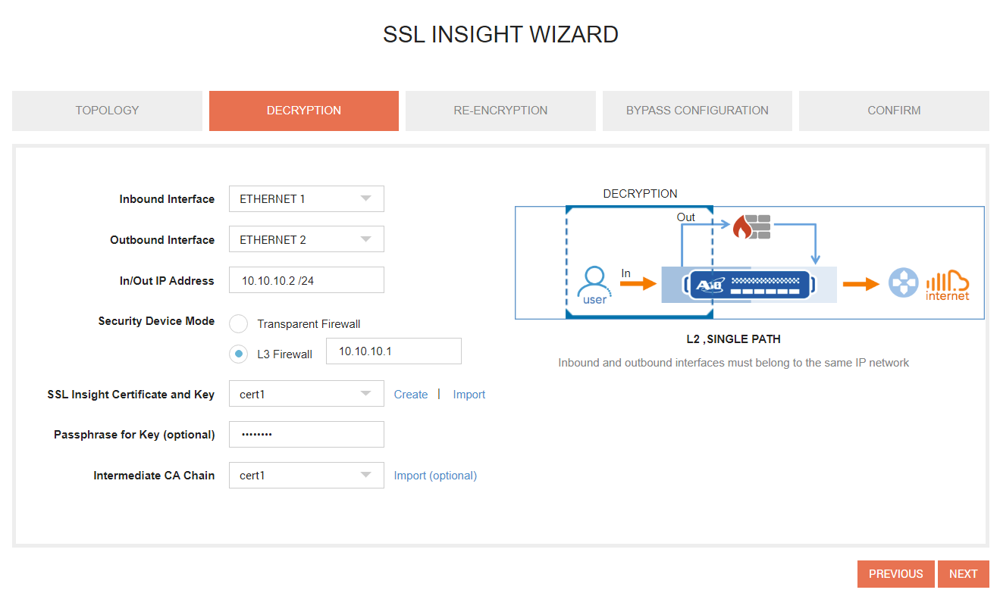 SSL INSIGHT WIZARD
TOPOLOGY DECRYPTION RE-ENCRYPTION BYPASS CONFIGURATION CONFIRM
Inbound Interface ETHERNET 1
Outbound Interface ETHERNET 2
In/Out IP Address 10.10.10.2 /24
Security Device Mode Transparent Firewall
L3 Firewall 10.10.10.1
SSL Insight Certificate and Key cert1 Create | Import
Passphrase for Key (optional) ••••••••
Intermediate CA Chain cert1 Import (optional)
DECRYPTION
Out
In
user
A10
internet
L2 ,SINGLE PATH
Inbound and outbound interfaces must belong to the same IP network
PREVIOUS NEXT